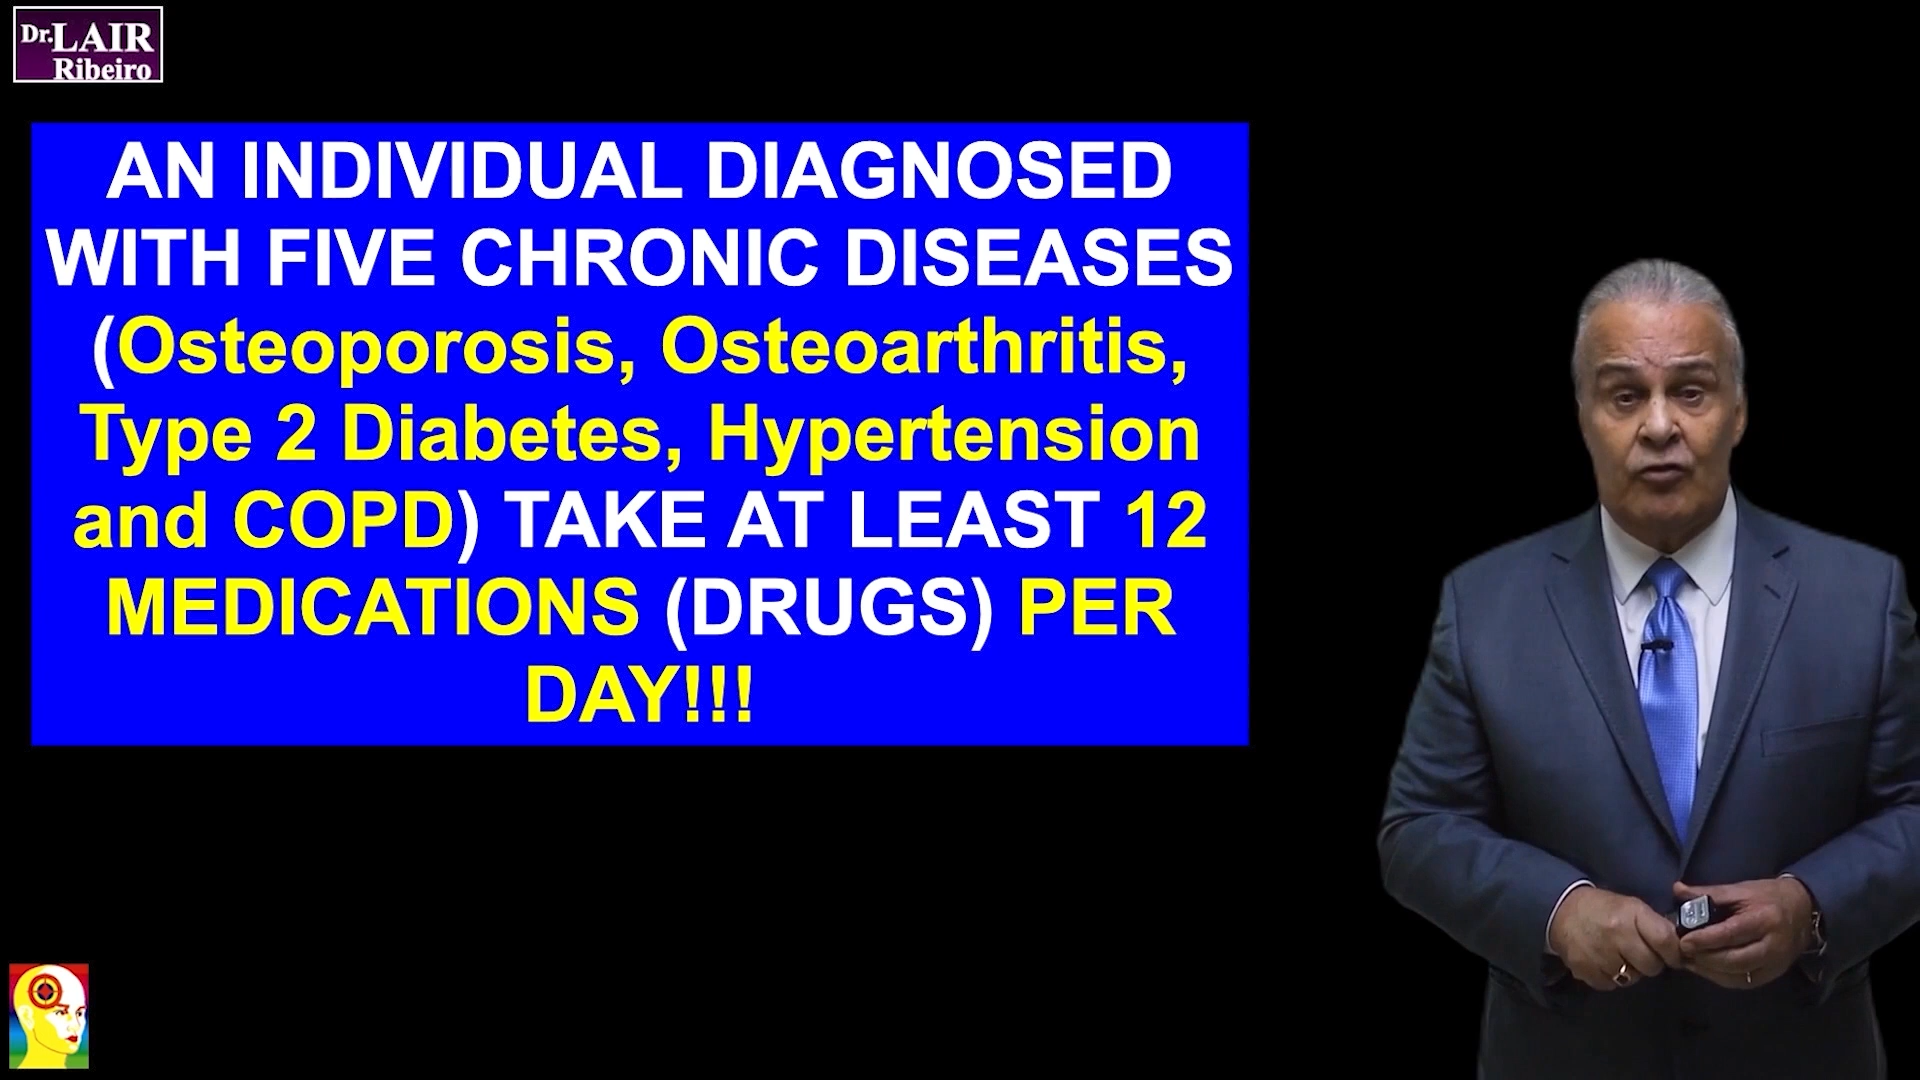 Dr.LAIR
Ribeiro
AN INDIVIDUAL DIAGNOSED
WITH FIVE CHRONIC DISEASES
(Osteoporosis, Osteoarthritis,
Type 2 Diabetes, Hypertension
and COPD) TAKE AT LEAST 12
MEDICATIONS (DRUGS) PER
DAY!!!